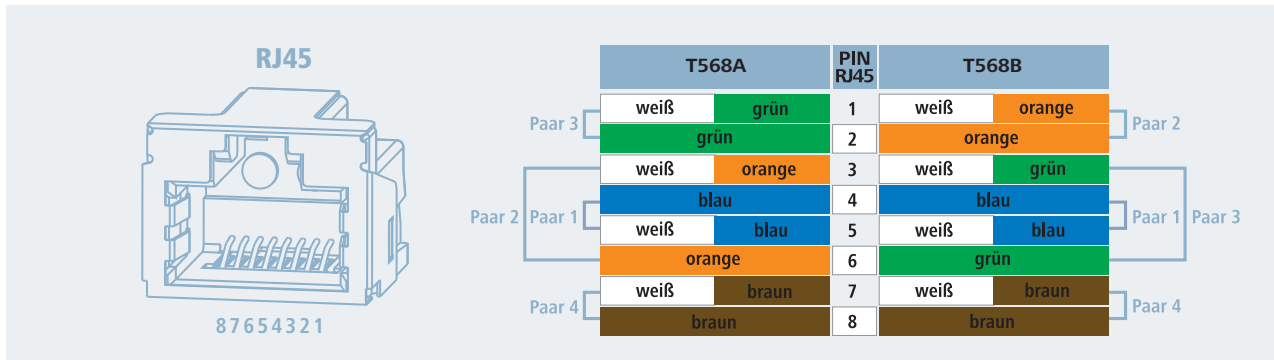 RJ45
87654321
T568A PIN RJ45 T568B
Paar 3 weiß grün 1 weiß orange Paar 2
grün 2 orange
Paar 2 weiß orange 3 weiß grün Paar 3
Paar 1 blau 4 blau Paar 1
weiß blau 5 weiß blau
orange 6 grün
Paar 4 weiß braun 7 weiß braun Paar 4
braun 8 braun